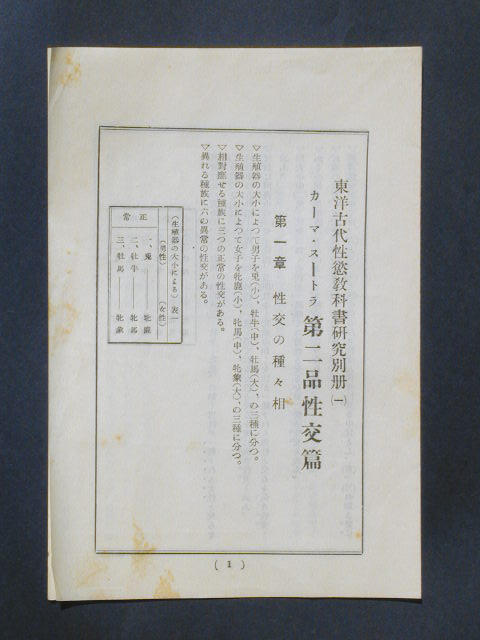 東洋古代性慾教科書研究別册(一)
カーマ・スートラ 第二品性交篇
第一章 性交の種々相
▽生殖器の大小によつて男子を兎(小)、牡牛(中)、牡馬(大)、の三種に分つ。
▽生殖器の大小によつて女子を牝鹿(小)、牝馬(中)、牝象(大)、の三種に分つ。
▽相對應せる種族に三つの正常の性交がある。
▽異れる種族に六の異常の性交がある。
(生殖器の大小による) 表一
(男性) (女性)
正常
一、兎――牝鹿
二、牡牛――牝馬
三、牡馬――牝象
( 1 )